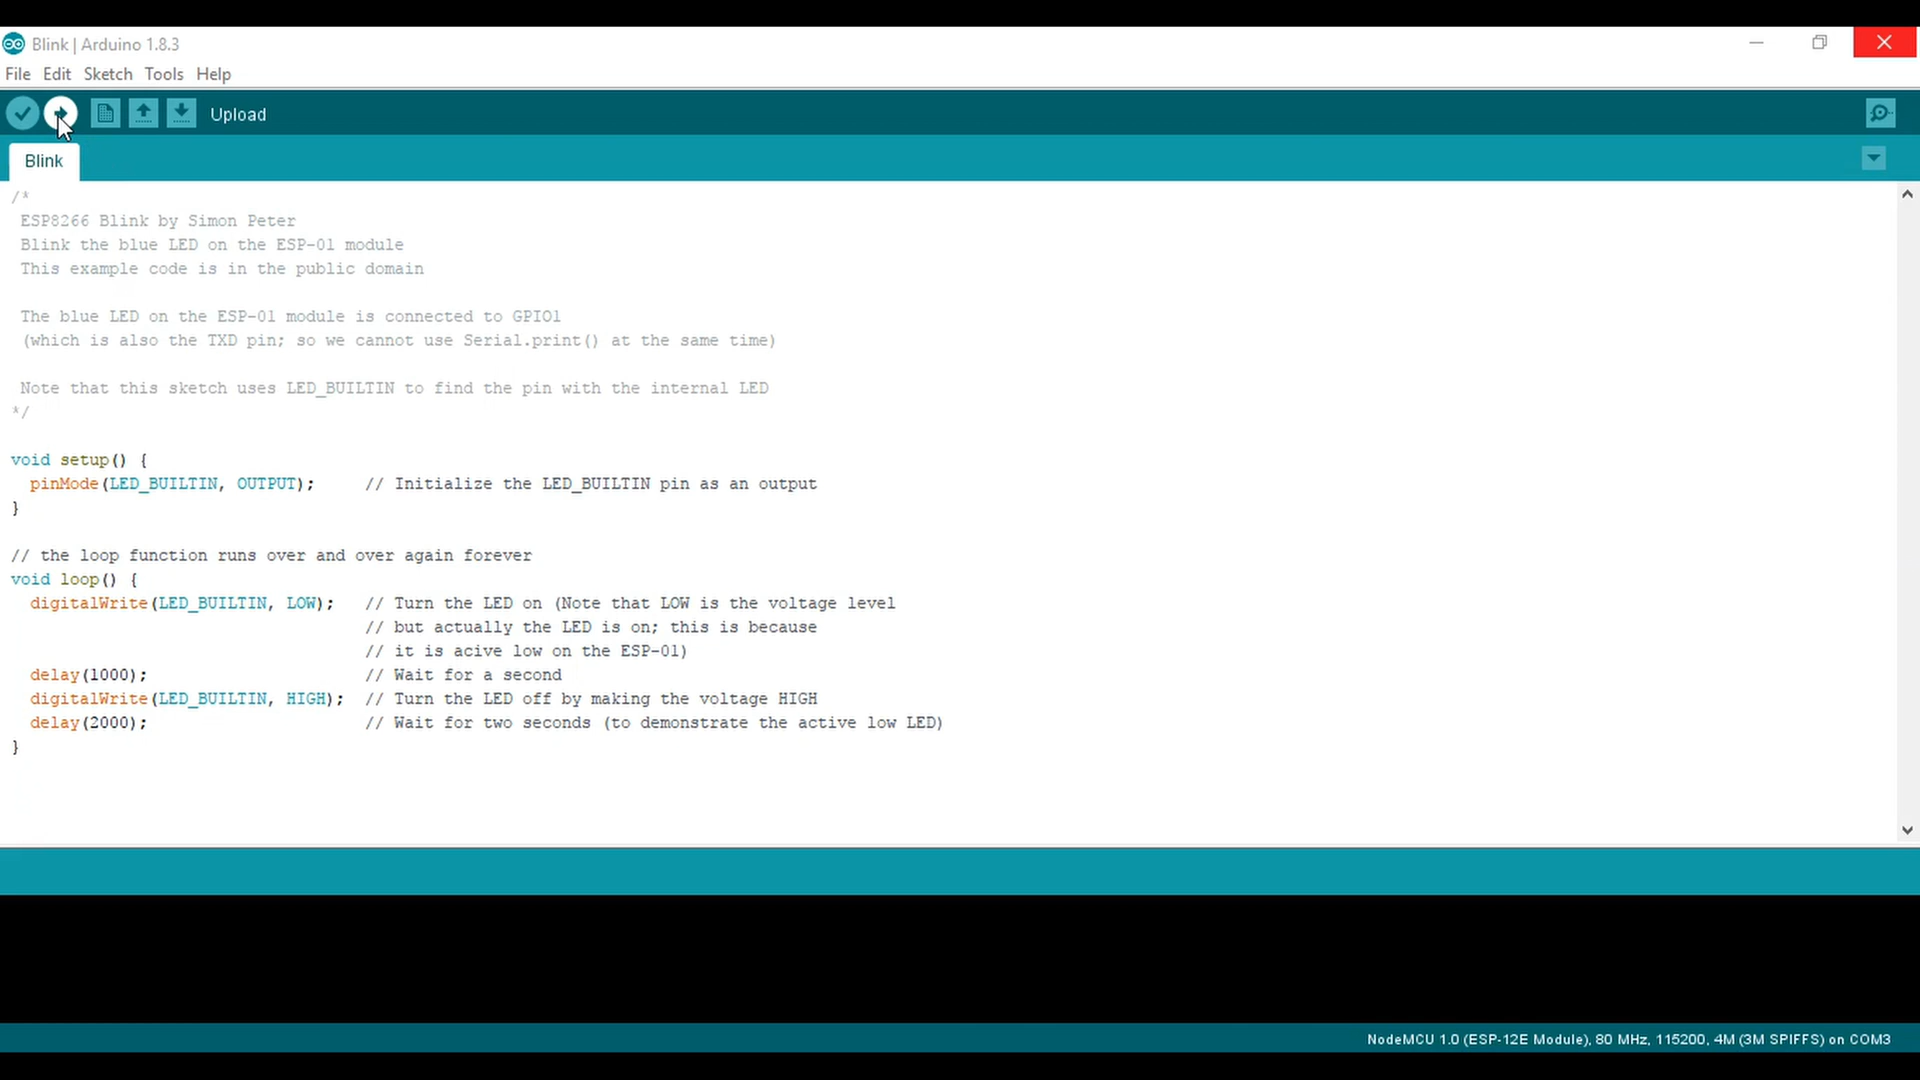 Blink | Arduino 1.8.3
File Edit Sketch Tools Help
Upload
Blink
/*
ESP8266 Blink by Simon Peter
Blink the blue LED on the ESP-01 module
This example code is in the public domain
The blue LED on the ESP-01 module is connected to GPIO1
(which is also the TXD pin; so we cannot use Serial.print() at the same time)
Note that this sketch uses LED_BUILTIN to find the pin with the internal LED
*/
void setup() {
pinMode(LED_BUILTIN, OUTPUT); // Initialize the LED_BUILTIN pin as an output
}
// the loop function runs over and over again forever
void loop() {
digitalWrite(LED_BUILTIN, LOW); // Turn the LED on (Note that LOW is the voltage level
// but actually the LED is on; this is because
// it is acive low on the ESP-01)
delay(1000); // Wait for a second
digitalWrite(LED_BUILTIN, HIGH); // Turn the LED off by making the voltage HIGH
delay(2000); // Wait for two seconds (to demonstrate the active low LED)
}
NodeMCU 1.0 (ESP-12E Module), 80 MHz, 115200, 4M (3M SPIFFS) on COM3